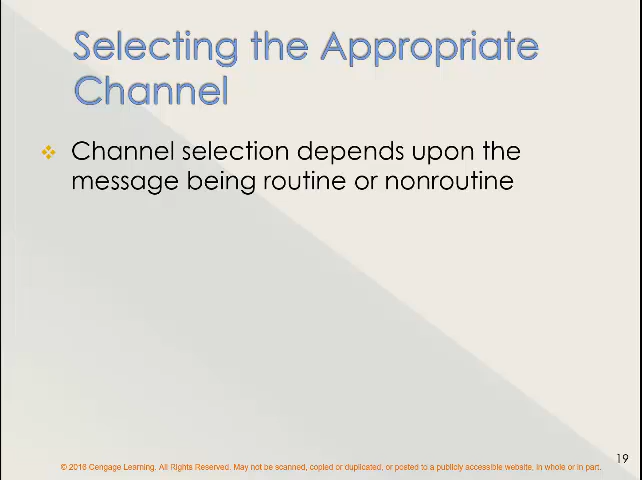 Selecting the Appropriate
Channel
Channel selection depends upon the
message being routine or nonroutine
19
© 2016 Cengage Learning. All Rights Reserved. May not be scanned, copied or duplicated, or posted to a publicly accessible website, in whole or in part.